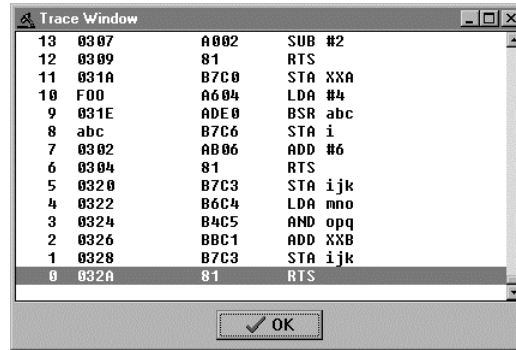 Trace Window
13 0307 A002 SUB #2
12 0309 81 RTS
11 031A B7C0 STA XXA
10 FOO A604 LDA #4
9 031E ADE0 BSR abc
8 abc B7C6 STA i
7 0302 AB06 ADD #6
6 0304 81 RTS
5 0320 B7C3 STA ijk
4 0322 B6C4 LDA mno
3 0324 B4C5 AND opq
2 0326 BBC1 ADD XXB
1 0328 B7C3 STA ijk
0 032A 81 RTS
OK